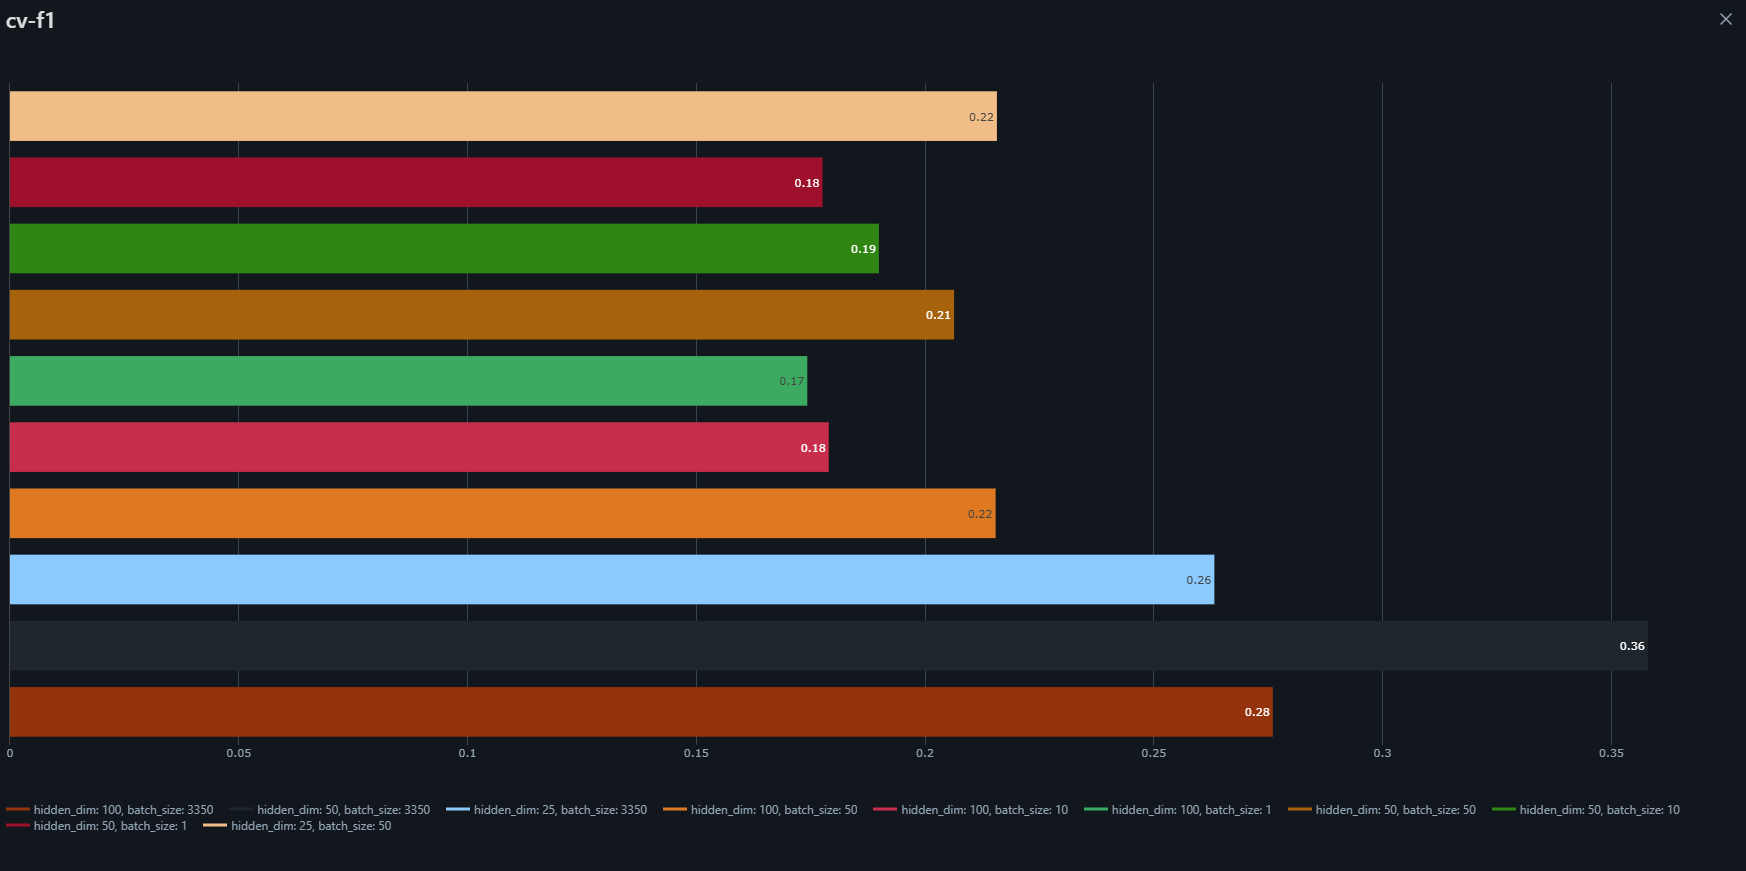 cv-f1
0.22
0.18
0.19
0.21
0.17
0.18
0.22
0.26
0.36
0.28
0 0.05 0.1 0.15 0.2 0.25 0.3 0.35
hidden_dim: 100, batch_size: 3350 hidden_dim: 50, batch_size: 3350 hidden_dim: 25, batch_size: 3350 hidden_dim: 100, batch_size: 50 hidden_dim: 100, batch_size: 10 hidden_dim: 100, batch_size: 1 hidden_dim: 50, batch_size: 50 hidden_dim: 50, batch_size: 10
hidden_dim: 50, batch_size: 1 hidden_dim: 25, batch_size: 50